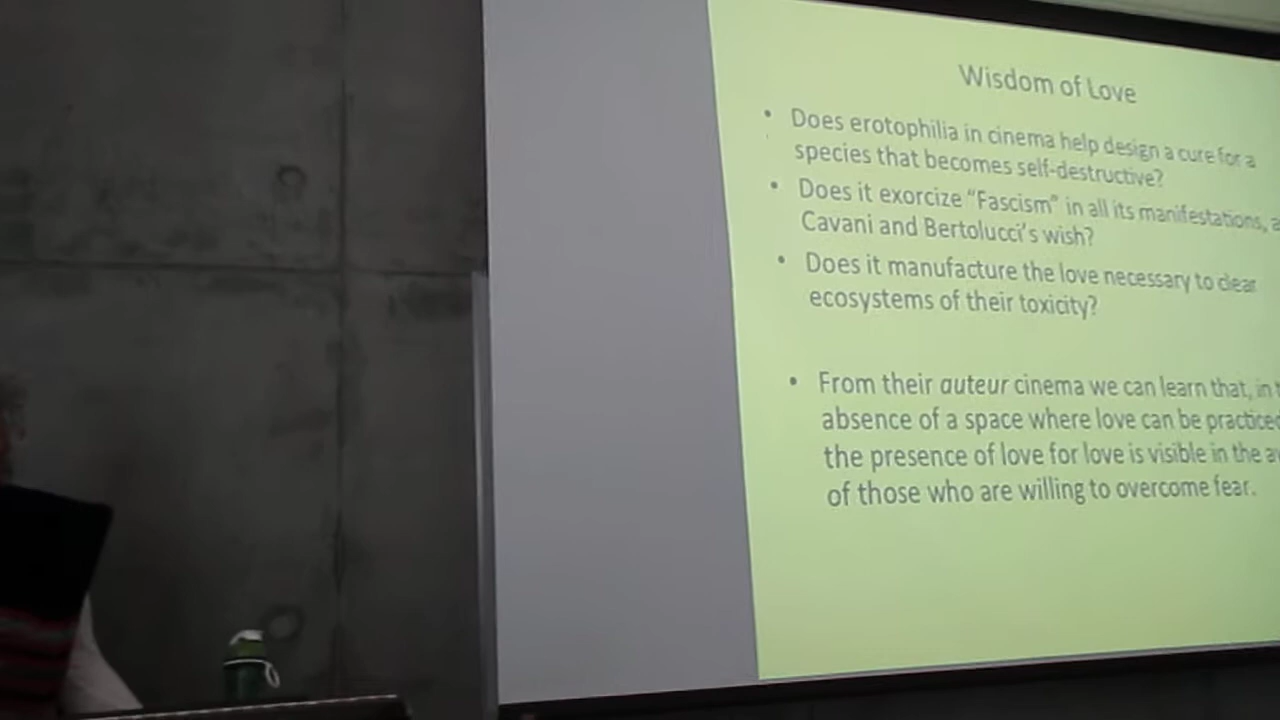 Wisdom of Love
• Does erotophilia in cinema help design a cure for a
species that becomes self-destructive?
• Does it exorcize “Fascism” in all its manifestations,
Cavani and Bertolucci’s wish?
• Does it manufacture the love necessary to clear
ecosystems of their toxicity?
• From their auteur cinema we can learn that, in
absence of a space where love can be practiced
the presence of love for love is visible in the
of those who are willing to overcome fear.